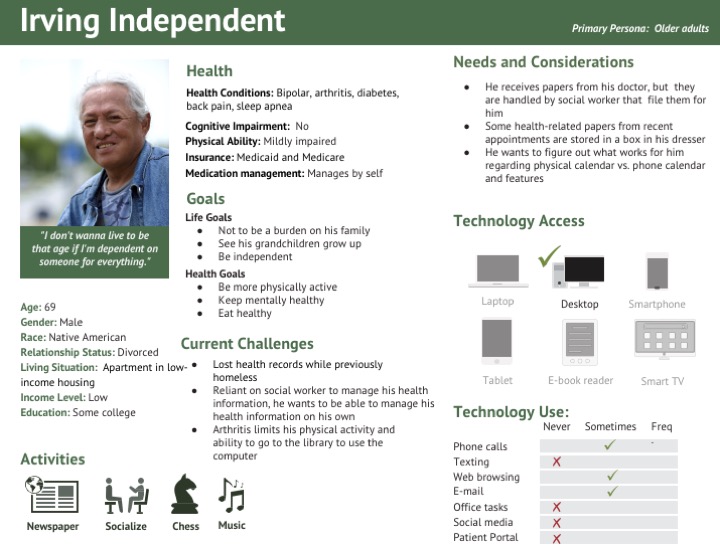 Irving Independent
Primary Persona: Older adults
"I don't wanna live to be
that age if I'm dependent on
someone for everything."
Age: 69
Gender: Male
Race: Native American
Relationship Status: Divorced
Living Situation: Apartment in low-
income housing
Income Level: Low
Education: Some college
Activities
Newspaper Socialize Chess Music
Health
Health Conditions: Bipolar, arthritis, diabetes,
back pain, sleep apnea
Cognitive Impairment: No
Physical Ability: Mildly impaired
Insurance: Medicaid and Medicare
Medication management: Manages by self
Goals
Life Goals
● Not to be a burden on his family
● See his grandchildren grow up
● Be independent
Health Goals
● Be more physically active
● Keep mentally healthy
● Eat healthy
Current Challenges
● Lost health records while previously
homeless
● Reliant on social worker to manage his health
information, he wants to be able to manage his
health information on his own
● Arthritis limits his physical activity and
ability to go to the library to use the
computer
Needs and Considerations
● He receives papers from his doctor, but they
are handled by social worker that file them for
him
● Some health-related papers from recent
appointments are stored in a box in his dresser
● He wants to figure out what works for him
regarding physical calendar vs. phone calendar
and features
Technology Access
✓
Laptop Desktop Smartphone
Tablet E-book reader Smart TV
Technology Use:
Never Sometimes Freq
Phone calls ✓
Texting ✗
Web browsing ✓
E-mail ✓
Office tasks ✗
Social media ✗
Patient Portal ✗